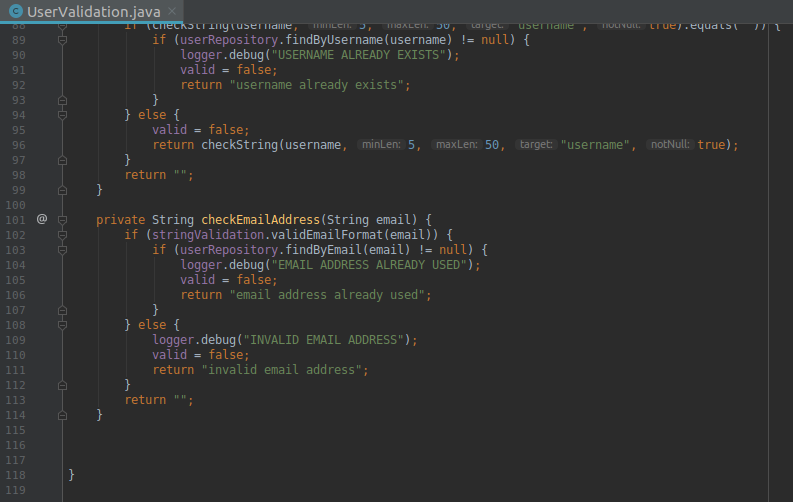 UserValidation.java
88 if (checkString(username, minLen: 5, maxLen: 50, target: "username", notNull: true).equals("")) {
89 if (userRepository.findByUsername(username) != null) {
90 logger.debug("USERNAME ALREADY EXISTS");
91 valid = false;
92 return "username already exists";
93 }
94 } else {
95 valid = false;
96 return checkString(username, minLen: 5, maxLen: 50, target: "username", notNull: true);
97 }
98 return "";
99 }
100
101 @ private String checkEmailAddress(String email) {
102 if (stringValidation.validEmailFormat(email)) {
103 if (userRepository.findByEmail(email) != null) {
104 logger.debug("EMAIL ADDRESS ALREADY USED");
105 valid = false;
106 return "email address already used";
107 }
108 } else {
109 logger.debug("INVALID EMAIL ADDRESS");
110 valid = false;
111 return "invalid email address";
112 }
113 return "";
114 }
115
116
117
118 }
119